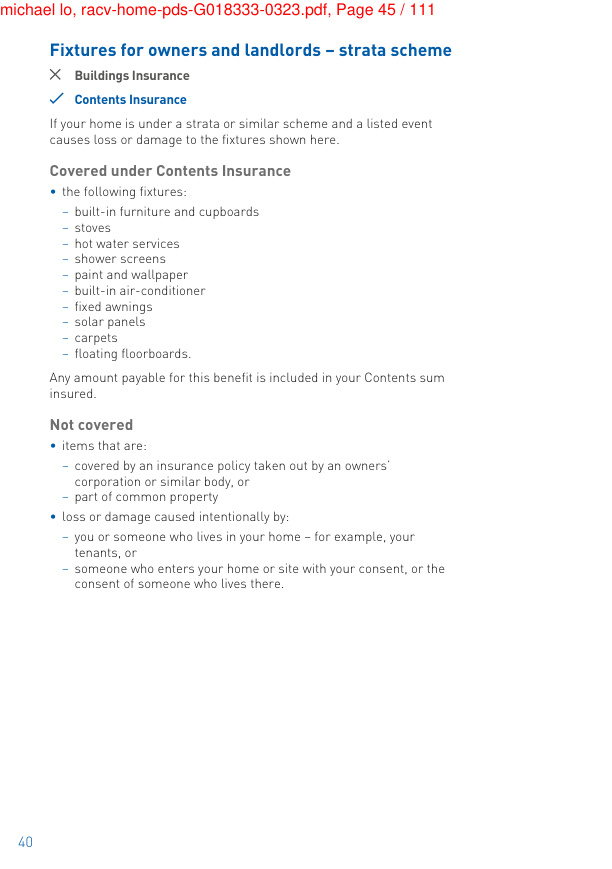 michael lo, racv-home-pds-G018333-0323.pdf, Page 45 / 111
Fixtures for owners and landlords – strata scheme
Buildings Insurance
Contents Insurance
If your home is under a strata or similar scheme and a listed event
causes loss or damage to the fixtures shown here.
Covered under Contents Insurance
• the following fixtures:
– built-in furniture and cupboards
– stoves
– hot water services
– shower screens
– paint and wallpaper
– built-in air-conditioner
– fixed awnings
– solar panels
– carpets
– floating floorboards.
Any amount payable for this benefit is included in your Contents sum
insured.
Not covered
• items that are:
– covered by an insurance policy taken out by an owners'
corporation or similar body, or
– part of common property
• loss or damage caused intentionally by:
– you or someone who lives in your home – for example, your
tenants, or
– someone who enters your home or site with your consent, or the
consent of someone who lives there.
40